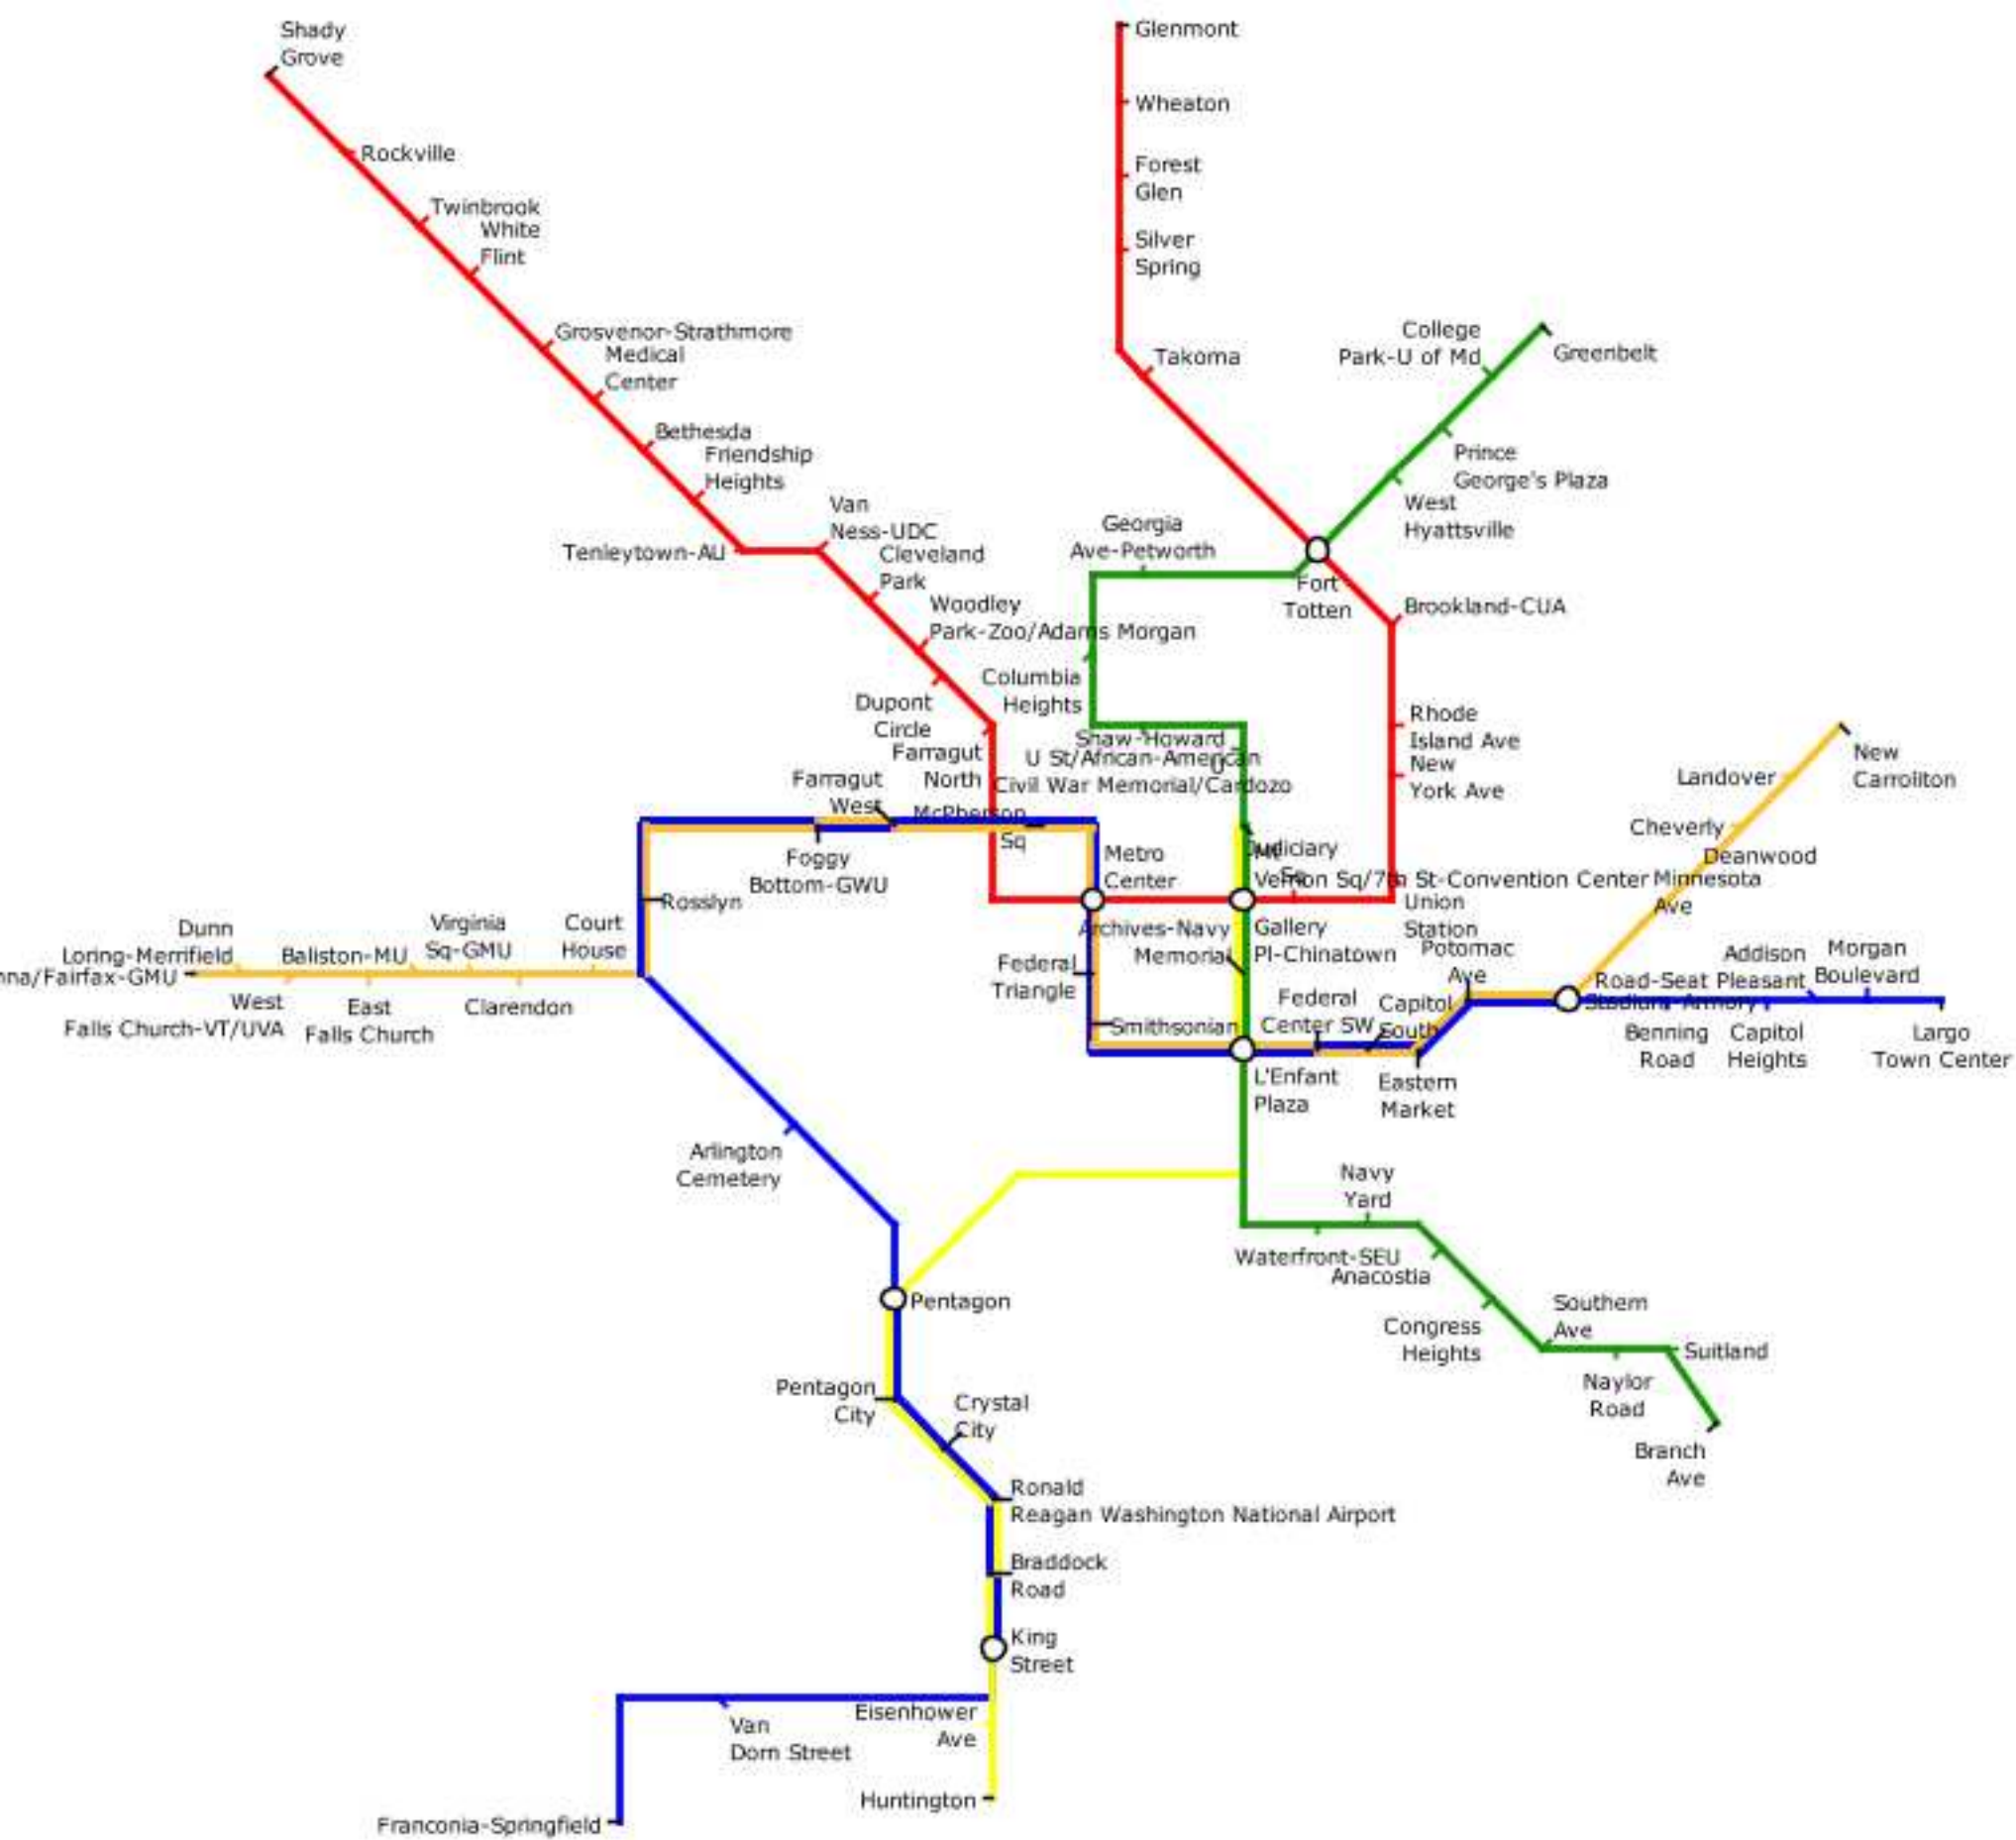 Shady
Grove
Glenmont
Wheaton
Rockville
Forest
Glen
Twinbrook
White
Flint
Silver
Spring
Grosvenor-Strathmore
Medical
Center
Takoma
College
Park-U of Md
Greenbelt
Bethesda
Friendship
Heights
Prince
George's Plaza
West
Hyattsville
Van
Ness-UDC
Tenleytown-AU
Georgia
Ave-Petworth
Cleveland
Park
Fort
Totten
Brookland-CUA
Woodley
Park-Zoo/Adams Morgan
Columbia
Heights
Dupont
Circle
Rhode
Island Ave
New
York Ave
Farragut
North
Shaw-Howard
U
U St/African-American
Civil War Memorial/Cardozo
Farragut
West
McPherson
Sq
New
Carrollton
Landover
Cheverly
Deanwood
Minnesota
Ave
Foggy
Bottom-GWU
Metro
Center
Judiciary
Sq
Mt
Vernon Sq/7th St-Convention Center
Rosslyn
Union
Station
Archives-Navy
Memorial
Gallery
Pl-Chinatown
Dunn
Loring-Merrifield
nna/Fairfax-GMU
Baliston-MU
Virginia
Sq-GMU
Court
House
West
Falls Church-VT/UVA
East
Falls Church
Clarendon
Federal
Triangle
Smithsonian
Federal
Center SW
Capitol
South
Potomac
Ave
Addison
Road-Seat Pleasant
Morgan
Boulevard
Stadium-Armory
Benning
Road
Capitol
Heights
Largo
Town Center
L'Enfant
Plaza
Eastern
Market
Arlington
Cemetery
Navy
Yard
Waterfront-SEU
Anacostia
Pentagon
Congress
Heights
Southern
Ave
Suitland
Naylor
Road
Branch
Ave
Pentagon
City
Crystal
City
Ronald
Reagan Washington National Airport
Braddock
Road
King
Street
Eisenhower
Ave
Van
Dorn Street
Huntington
Franconia-Springfield